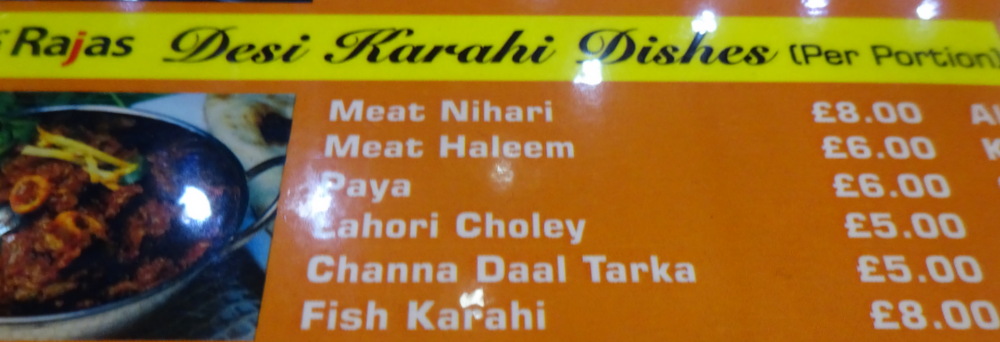 Rajas Desi Karahi Dishes (Per Portion)
Meat Nihari £8.00
Meat Haleem £6.00
Paya £6.00
Lahori Choley £5.00
Channa Daal Tarka £5.00
Fish Karahi £8.00